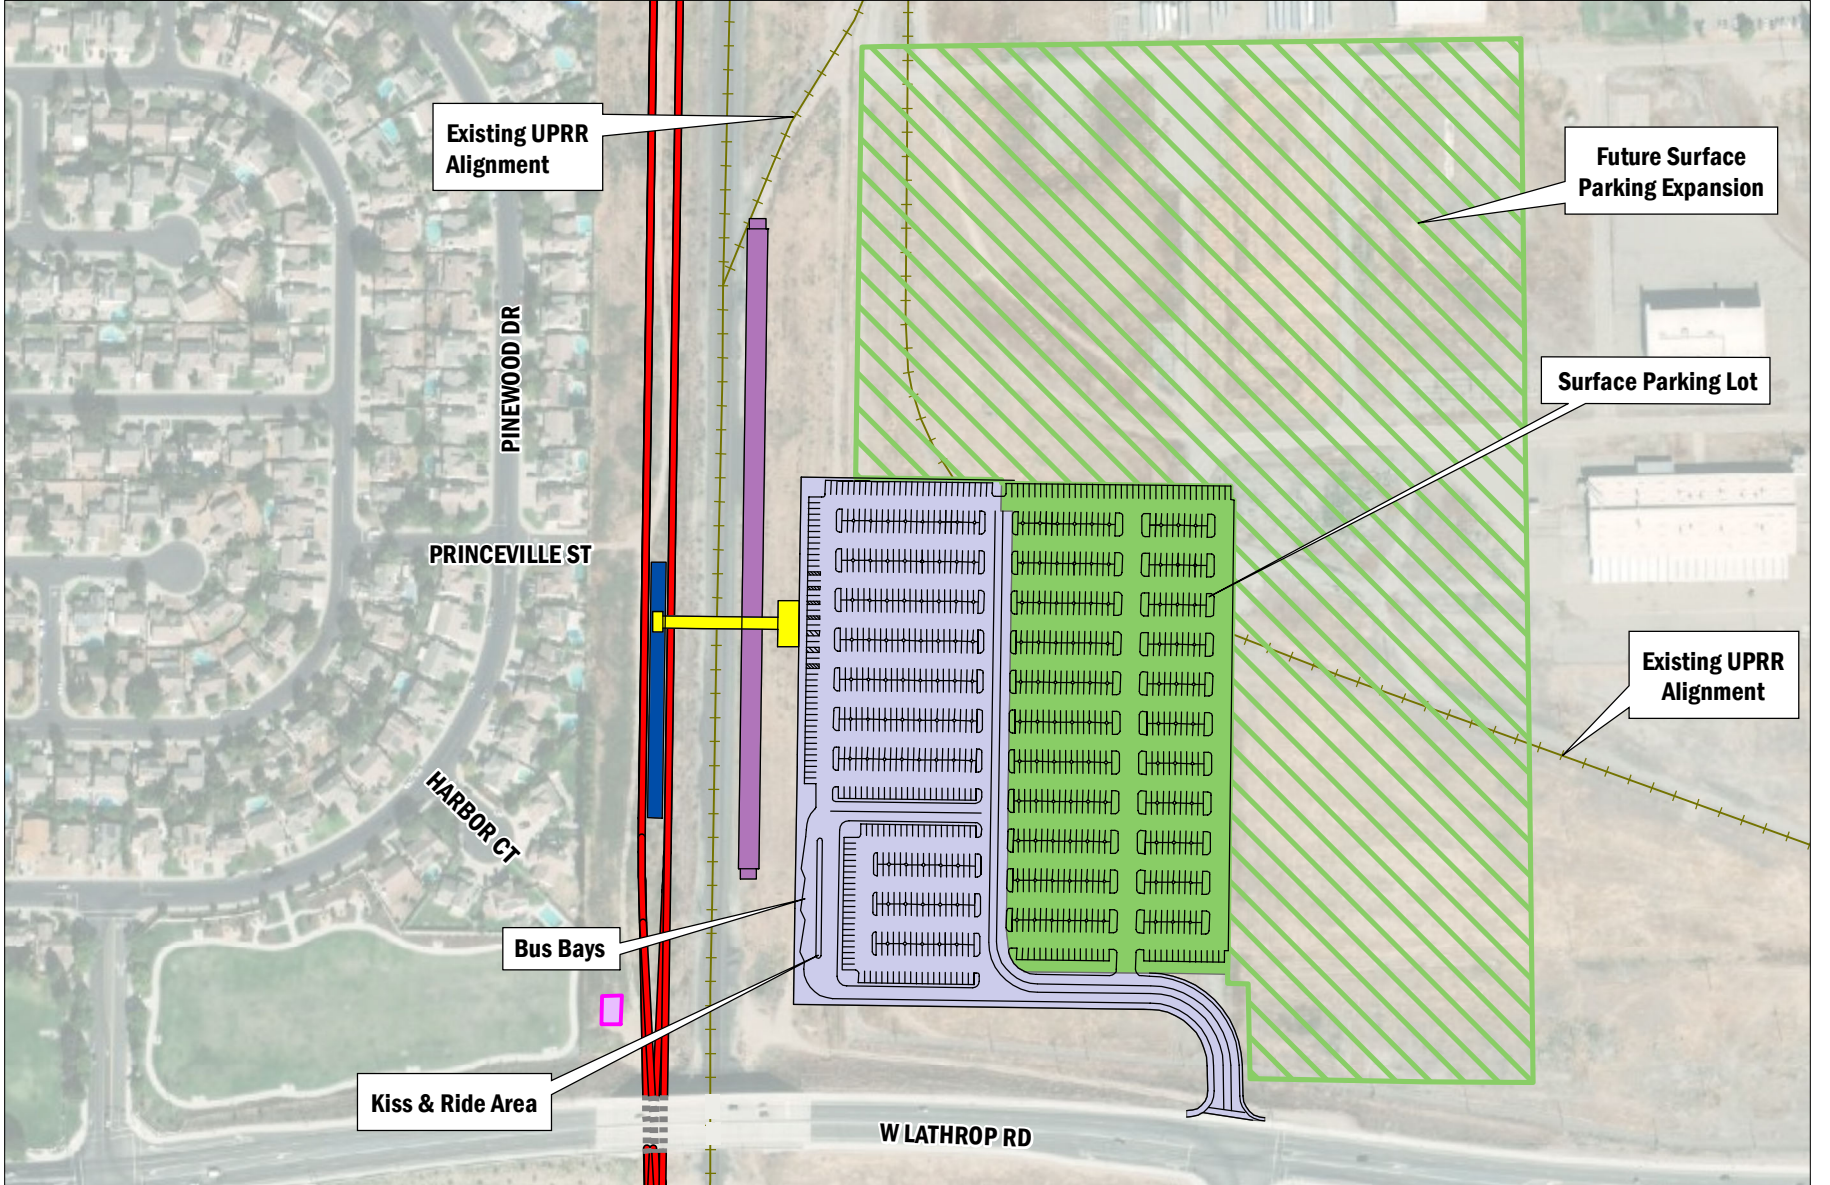 Existing UPRR
Alignment
Future Surface
Parking Expansion
PINEWOOD DR
Surface Parking Lot
PRINCEVILLE ST
Existing UPRR
Alignment
HARBOR CT
Bus Bays
Kiss & Ride Area
W LATHROP RD